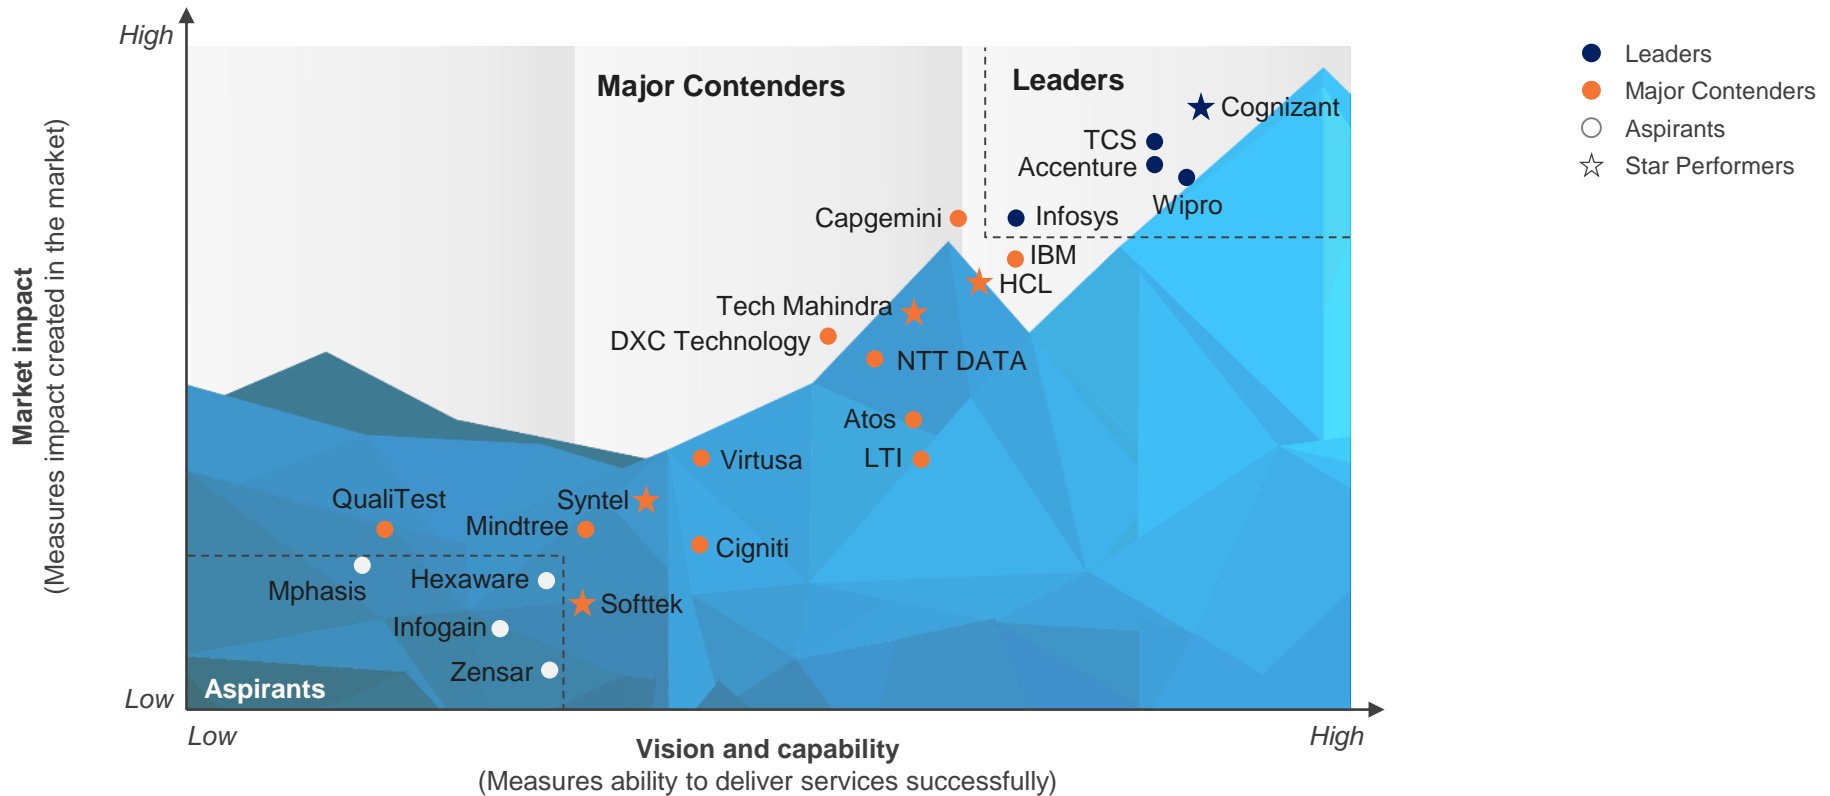 High
Market impact
(Measures impact created in the market)
Low
Low
Vision and capability
(Measures ability to deliver services successfully)
High
Major Contenders
Leaders
Cognizant
TCS
Accenture
Wipro
Capgemini
Infosys
IBM
HCL
Tech Mahindra
DXC Technology
NTT DATA
Atos
LTI
Virtusa
QualiTest
Syntel
Mindtree
Cigniti
Mphasis
Hexaware
Softtek
Infogain
Zensar
Aspirants
Leaders
Major Contenders
Aspirants
Star Performers